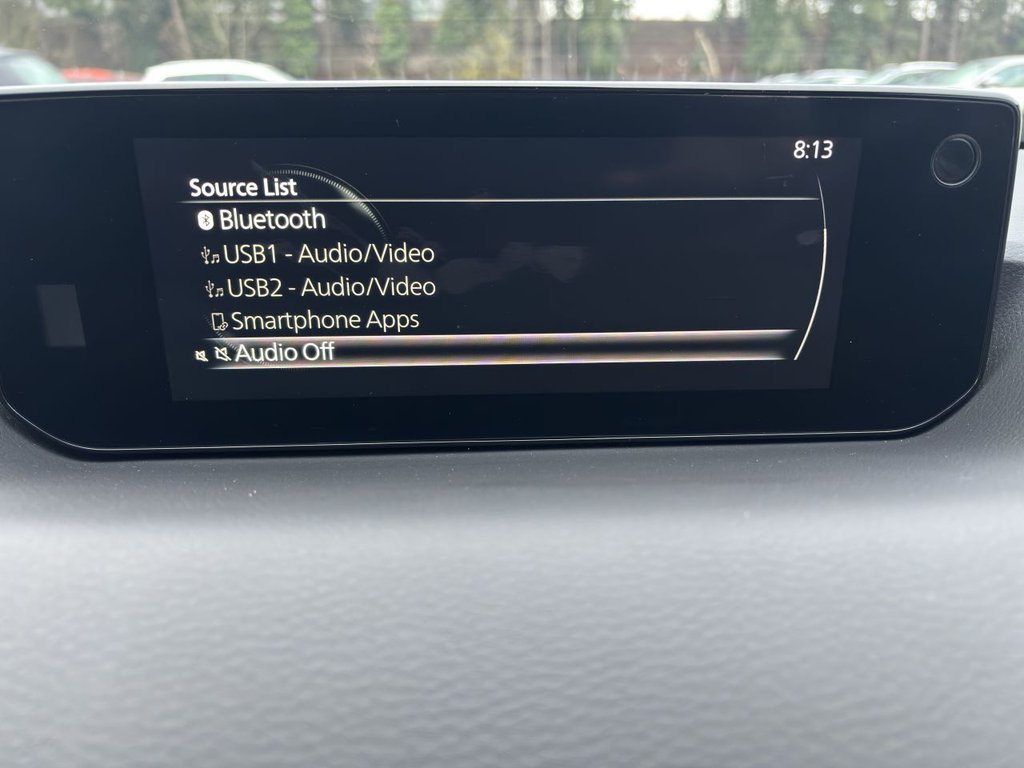 8:13
Source List
Bluetooth
USB1 - Audio/Video
USB2 - Audio/Video
Smartphone Apps
Audio Off